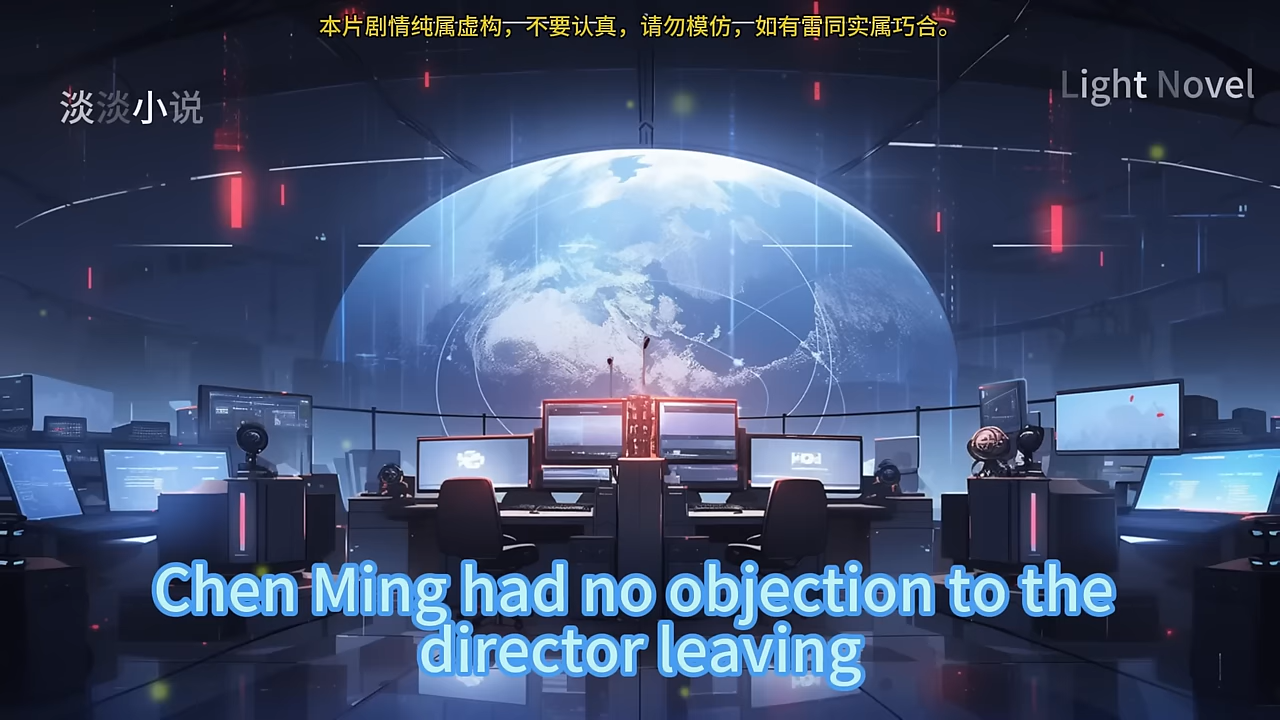 本片剧情纯属虚构，不要认真，请勿模仿，如有雷同实属巧合。
淡淡小说
Light Novel
Chen Ming had no objection to the
director leaving